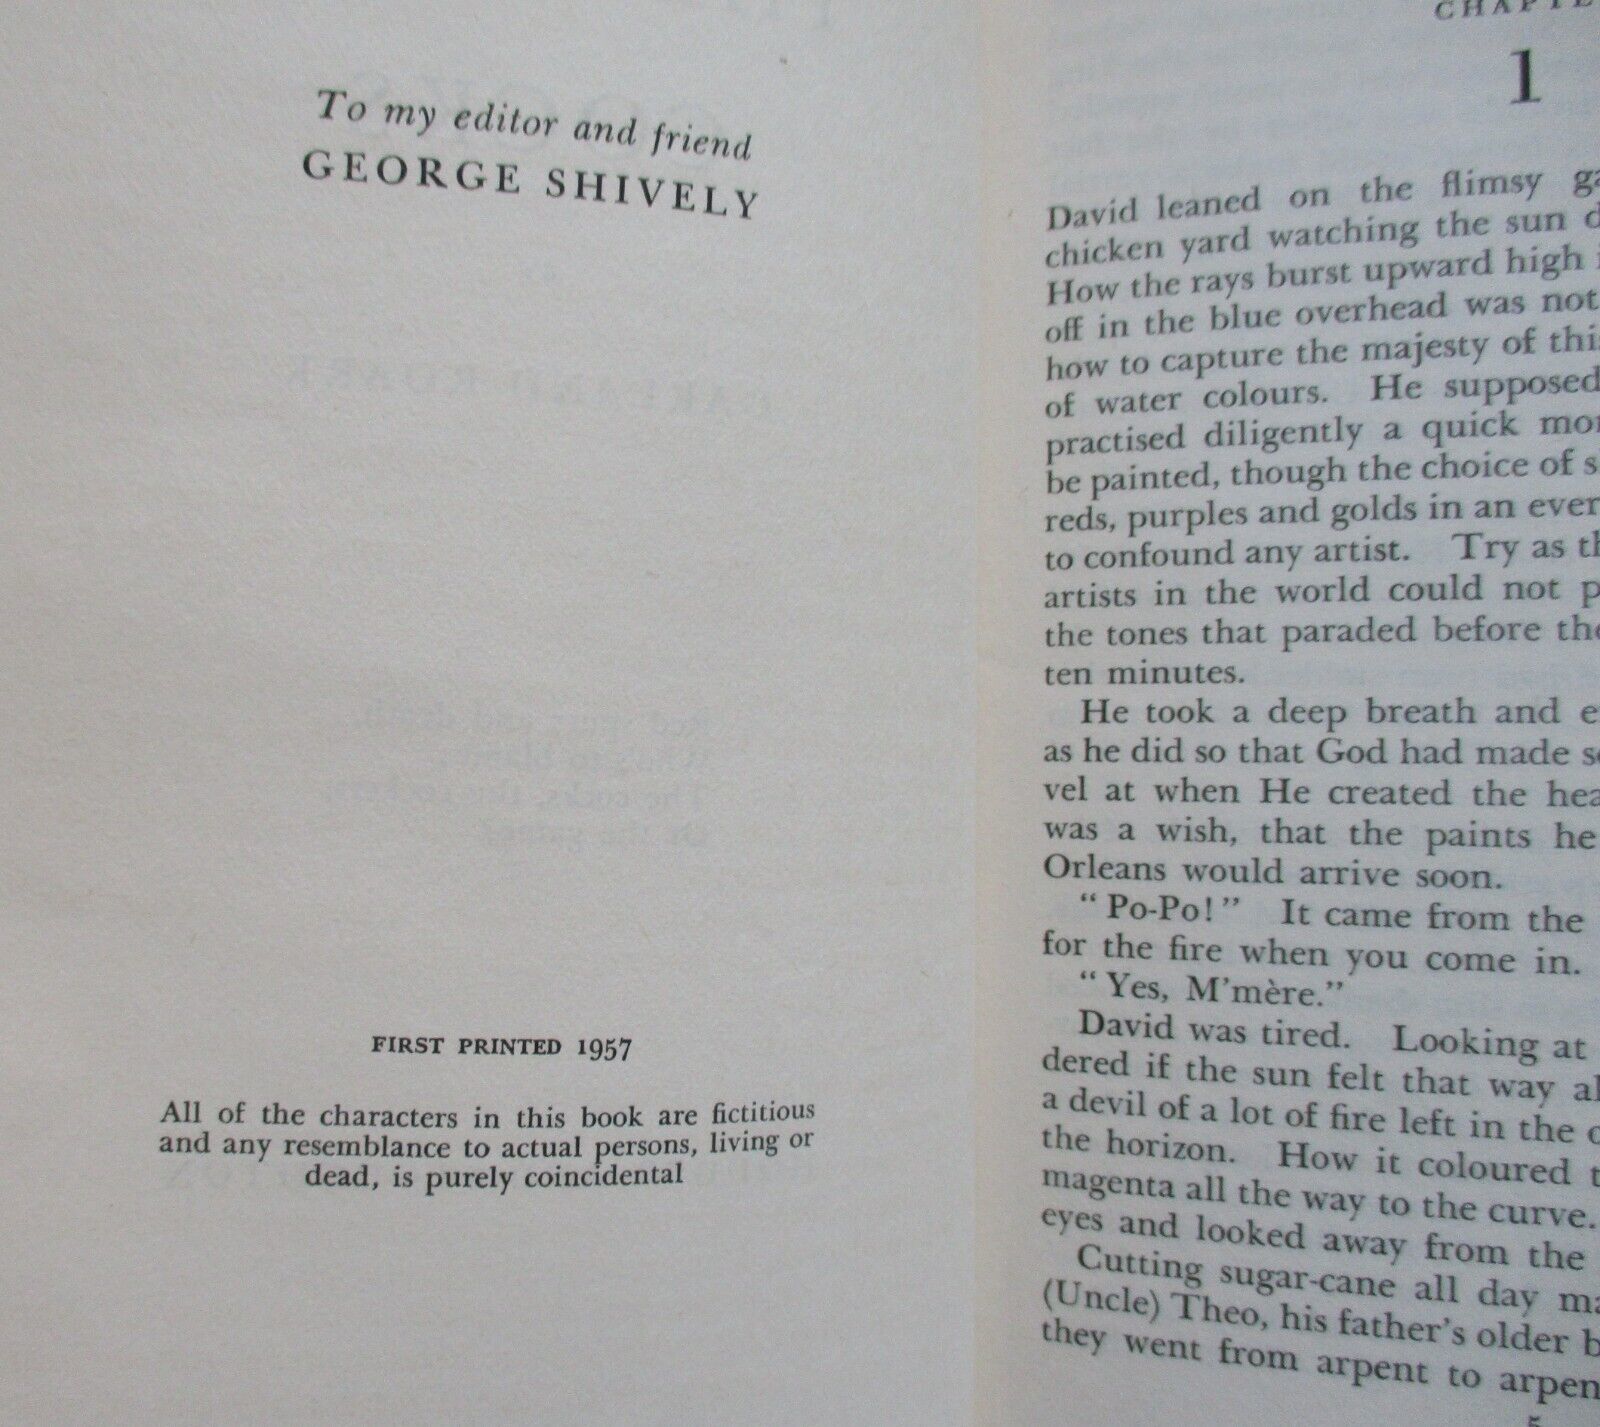 To my editor and friend
GEORGE SHIVELY
FIRST PRINTED 1957
All of the characters in this book are fictitious
and any resemblance to actual persons, living or
dead, is purely coincidental
1
David leaned on the flimsy
chicken yard watching the sun
How the rays burst upward high
off in the blue overhead was not
how to capture the majesty of this
of water colours. He supposed
practised diligently a quick
be painted, though the choice of
reds, purples and golds in an
to confound any artist. Try as
artists in the world could not
the tones that paraded before
ten minutes.
He took a deep breath and
as he did so that God had made
vel at when He created the
was a wish, that the paints he
Orleans would arrive soon.
“Po-Po!” It came from the
for the fire when you come in.
“Yes, M’mère.”
David was tired. Looking at
dered if the sun felt that way
a devil of a lot of fire left in the
the horizon. How it coloured
magenta all the way to the curve.
eyes and looked away from the
Cutting sugar-cane all day
(Uncle) Theo, his father’s older
they went from arpent to